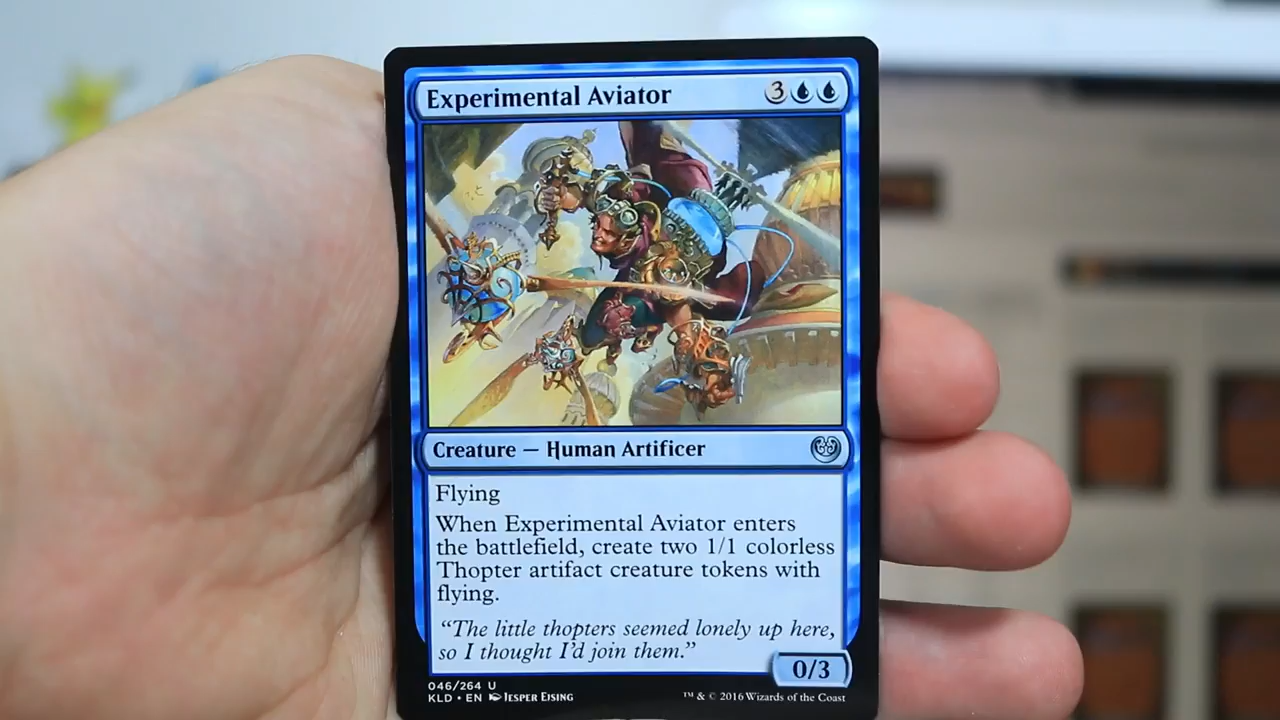 Experimental Aviator 3
Creature — Human Artificer
Flying
When Experimental Aviator enters
the battlefield, create two 1/1 colorless
Thopter artifact creature tokens with
flying.
“The little thopters seemed lonely up here,
so I thought I’d join them.”
0/3
046/264 U
KLD • EN Jesper Eising
™ & © 2016 Wizards of the Coast